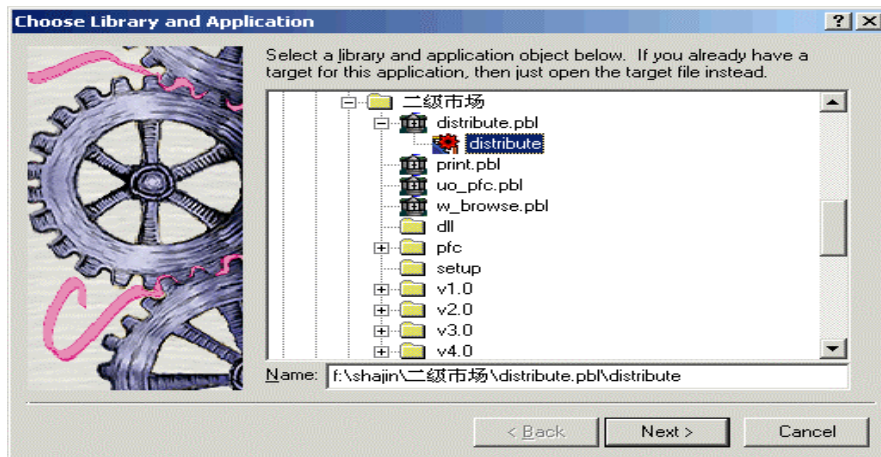 Choose Library and Application
Select a library and application object below. If you already have a
target for this application, then just open the target file instead.
二级市场
distribute.pbl
distribute
print.pbl
uo_pfc.pbl
w_browse.pbl
dll
pfc
setup
v1.0
v2.0
v3.0
v4.0
Name: f:\shajin\二级市场\distribute.pbl\distribute
< Back Next > Cancel